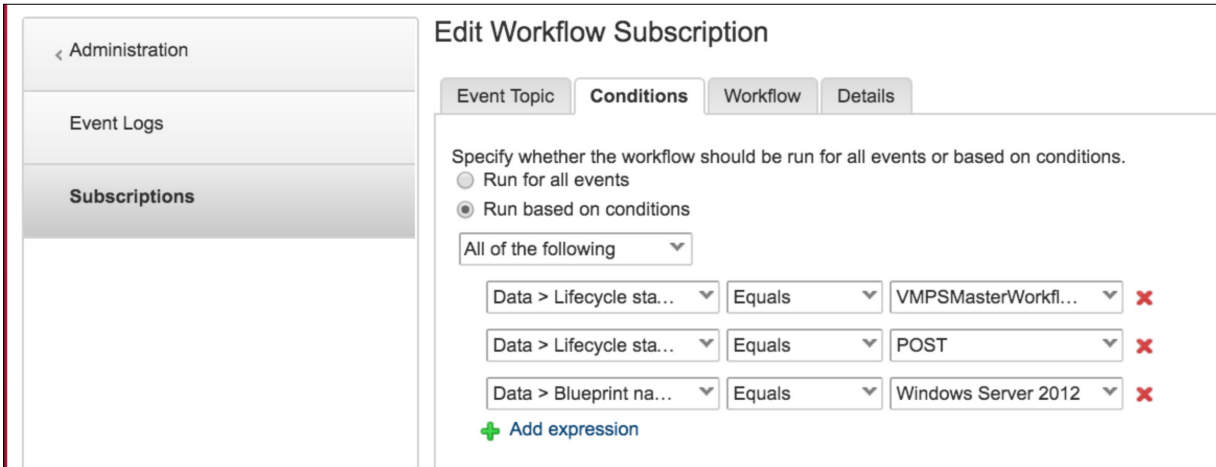 Edit Workflow Subscription
Administration
Event Logs
Subscriptions
Event Topic Conditions Workflow Details
Specify whether the workflow should be run for all events or based on conditions.
Run for all events
Run based on conditions
All of the following
Data > Lifecycle sta... Equals VMPSMasterWorkfl...
Data > Lifecycle sta... Equals POST
Data > Blueprint na... Equals Windows Server 2012
Add expression